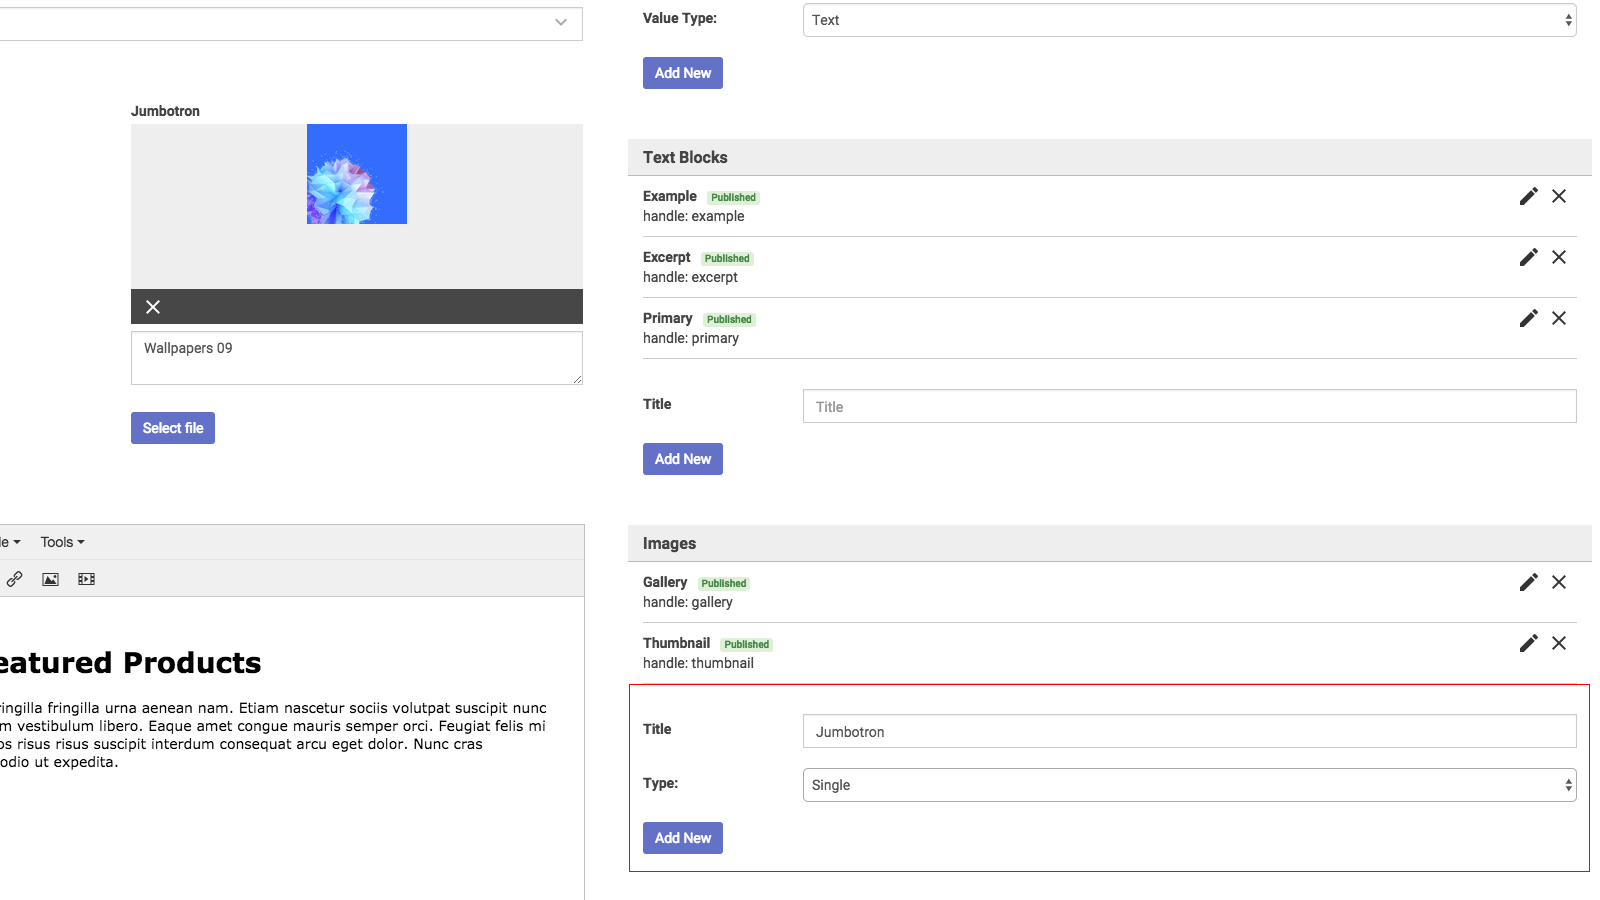 Jumbotron
Wallpapers 09
Select file
le
Tools
eatured Products
ringilla fringilla urna aenean nam. Etiam nascetur sociis volutpat suscipit nunc
m vestibulum libero. Eaque amet congue mauris semper orci. Feugiat felis mi
os risus risus suscipit interdum consequat arcu eget dolor. Nunc cras
odio ut expedita.
Value Type:
Text
Add New
Text Blocks
Example Published
handle: example
Excerpt Published
handle: excerpt
Primary Published
handle: primary
Title
Title
Add New
Images
Gallery Published
handle: gallery
Thumbnail Published
handle: thumbnail
Title
Jumbotron
Type:
Single
Add New